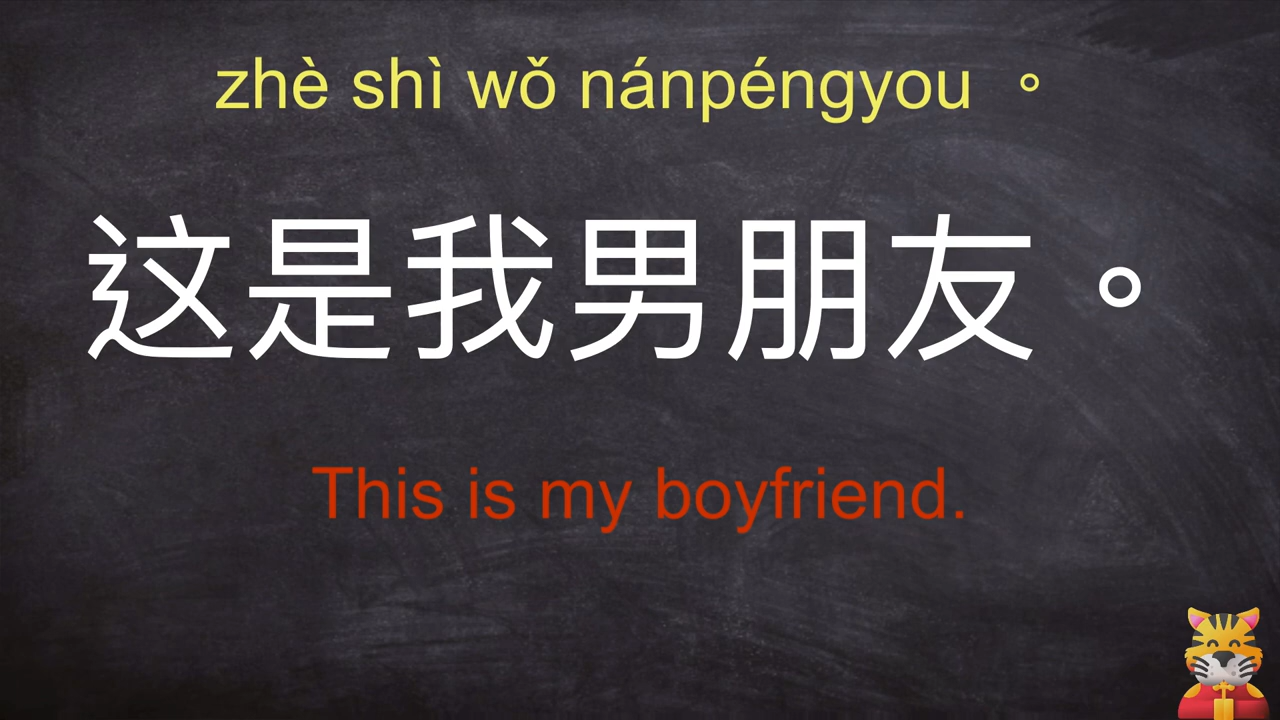 zhè shì wǒ nánpéngyou 。
这是我男朋友。
This is my boyfriend.